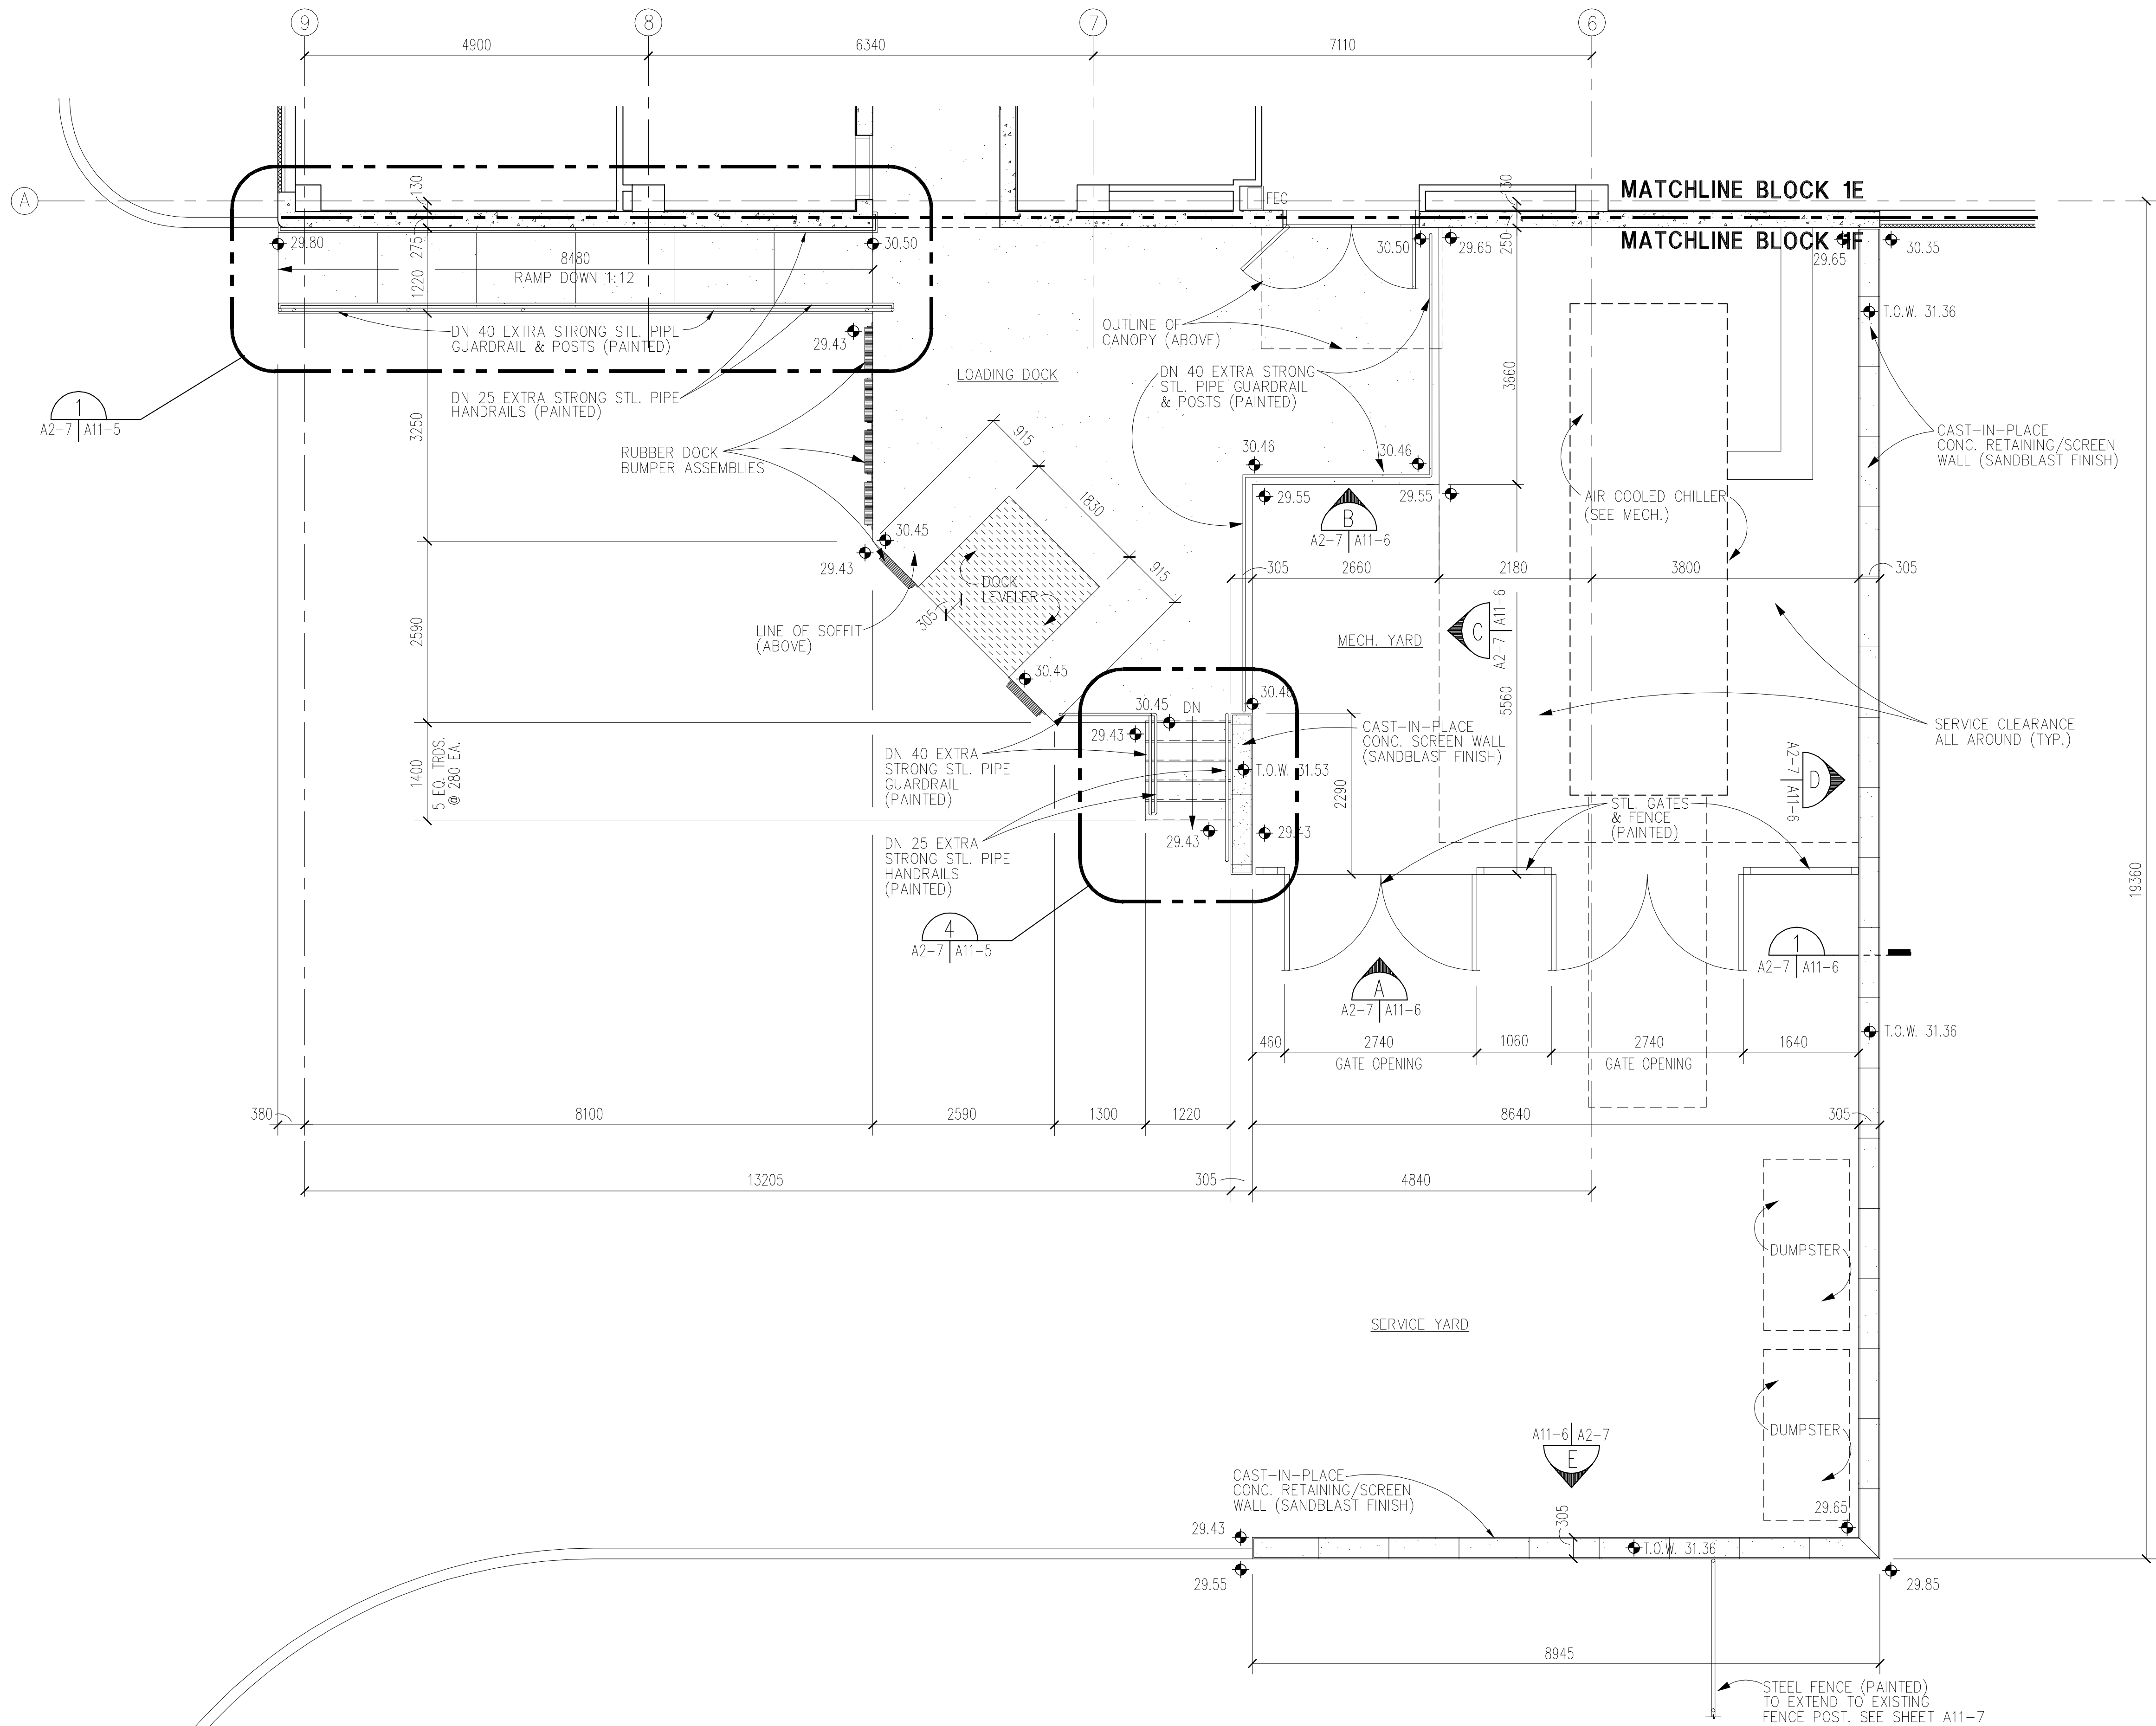 9
8
7
6
4900
6340
7110
A
130
130
FEC
MATCHLINE BLOCK 1E
MATCHLINE BLOCK 1F
29.80
30.50
275
8480
RAMP DOWN 1:12
1220
30.50
29.65
250
29.65
30.35
DN 40 EXTRA STRONG STL. PIPE
GUARDRAIL & POSTS (PAINTED)
29.43
OUTLINE OF
CANOPY (ABOVE)
T.O.W. 31.36
LOADING DOCK
DN 40 EXTRA STRONG
STL. PIPE GUARDRAIL
& POSTS (PAINTED)
3660
1
A2-7 A11-5
DN 25 EXTRA STRONG STL. PIPE
HANDRAILS (PAINTED)
3250
915
RUBBER DOCK
BUMPER ASSEMBLIES
30.46
30.46
CAST-IN-PLACE
CONC. RETAINING/SCREEN
WALL (SANDBLAST FINISH)
1830
29.55
29.55
AIR COOLED CHILLER
(SEE MECH.)
B
A2-7 A11-6
30.45
29.43
915
305
2660
2180
3800
305
DOCK
LEVELER
305
LINE OF SOFFIT
(ABOVE)
2590
MECH. YARD
C
A2-7 A11-6
30.45
30.46
5560
30.45
DN
29.43
CAST-IN-PLACE
CONC. SCREEN WALL
(SANDBLAST FINISH)
SERVICE CLEARANCE
ALL AROUND (TYP.)
DN 40 EXTRA
STRONG STL. PIPE
GUARDRAIL
(PAINTED)
T.O.W. 31.53
1400
5 EQ. TRDS.
@ 280 EA.
2290
D
A2-7 A11-6
STL. GATES
& FENCE
(PAINTED)
29.43
29.43
DN 25 EXTRA
STRONG STL. PIPE
HANDRAILS
(PAINTED)
19360
4
A2-7 A11-5
1
A2-7 A11-6
A
A2-7 A11-6
T.O.W. 31.36
460
2740
1060
2740
1640
GATE OPENING
GATE OPENING
380
8100
2590
1300
1220
8640
305
13205
305
4840
DUMPSTER
SERVICE YARD
DUMPSTER
A11-6 A2-7
E
CAST-IN-PLACE
CONC. RETAINING/SCREEN
WALL (SANDBLAST FINISH)
305
29.65
29.43
T.O.W. 31.36
29.55
29.85
8945
STEEL FENCE (PAINTED)
TO EXTEND TO EXISTING
FENCE POST. SEE SHEET A11-7